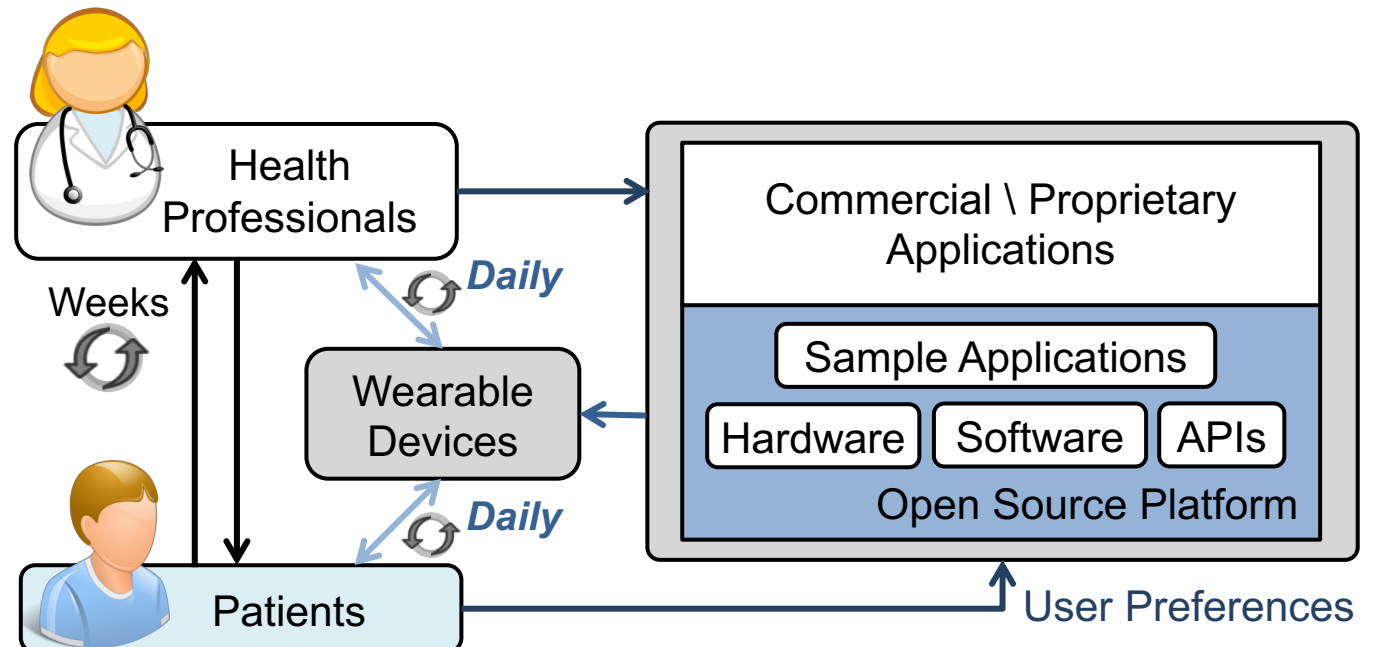 Health
Professionals
Commercial \ Proprietary
Applications
Weeks
Daily
Sample Applications
Wearable
Devices
Hardware
Software
APIs
Open Source Platform
Daily
Patients
User Preferences